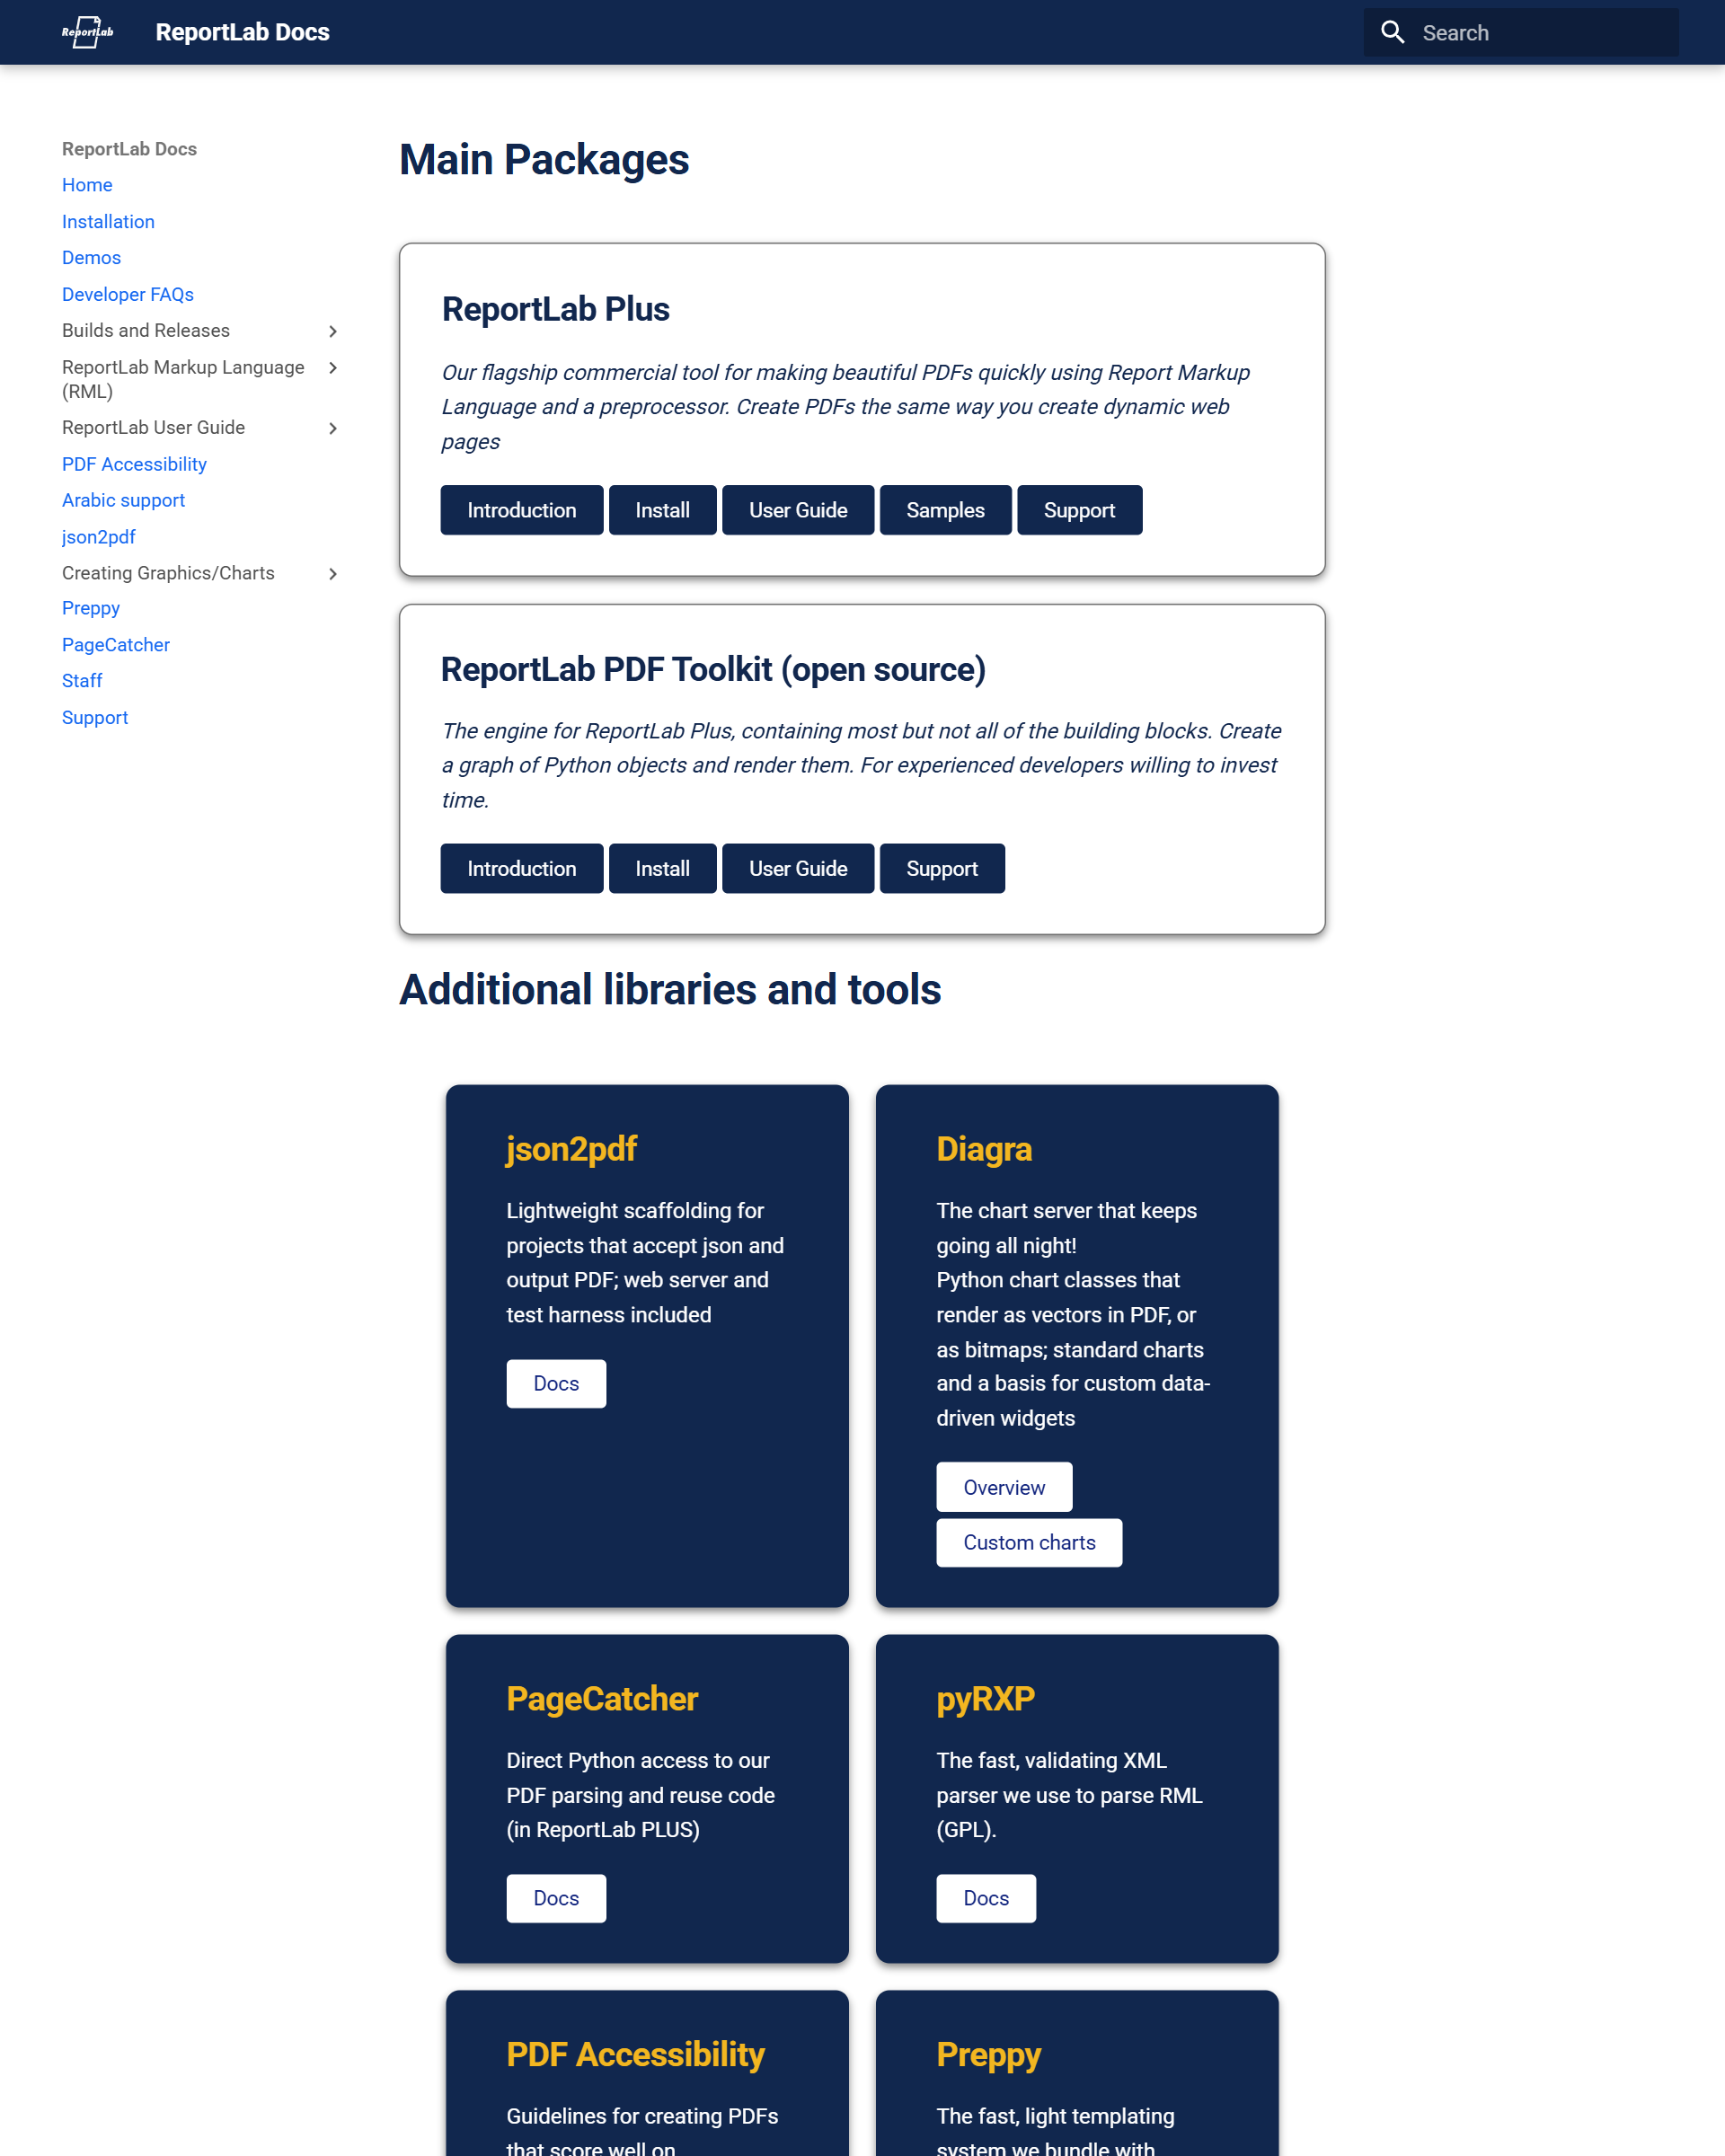 ReportLab
ReportLab Docs
Search
ReportLab Docs
Home
Installation
Demos
Developer FAQs
Builds and Releases
ReportLab Markup Language
(RML)
ReportLab User Guide
PDF Accessibility
Arabic support
json2pdf
Creating Graphics/Charts
Preppy
PageCatcher
Staff
Support
Main Packages
ReportLab Plus
Our flagship commercial tool for making beautiful PDFs quickly using Report Markup
Language and a preprocessor. Create PDFs the same way you create dynamic web
pages
Introduction Install User Guide Samples Support
ReportLab PDF Toolkit (open source)
The engine for ReportLab Plus, containing most but not all of the building blocks. Create
a graph of Python objects and render them. For experienced developers willing to invest
time.
Introduction Install User Guide Support
Additional libraries and tools
json2pdf
Lightweight scaffolding for
projects that accept json and
output PDF; web server and
test harness included
Docs
Diagra
The chart server that keeps
going all night!
Python chart classes that
render as vectors in PDF, or
as bitmaps; standard charts
and a basis for custom data-
driven widgets
Overview
Custom charts
PageCatcher
Direct Python access to our
PDF parsing and reuse code
(in ReportLab PLUS)
Docs
pyRXP
The fast, validating XML
parser we use to parse RML
(GPL).
Docs
PDF Accessibility
Guidelines for creating PDFs
that score well on
Preppy
The fast, light templating
system we bundle with